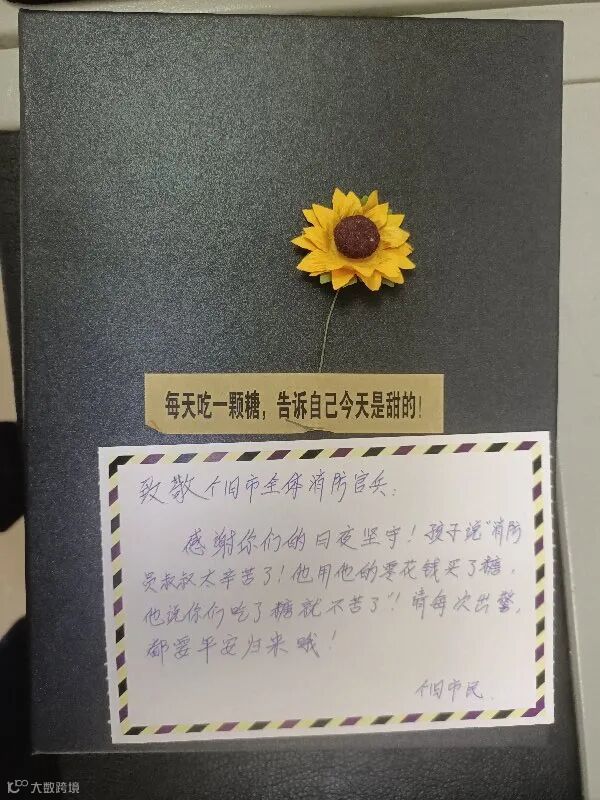 每天吃一颗糖，告诉自己今天是甜的！
致敬个旧市全体消防官兵：
感谢你们的日夜坚守！孩子说“消防
员叔叔太辛苦了！他用他的零花钱买了糖，
他说你们吃了糖就不苦了”！请每次出警，
都要平安归来哦！
个旧市民.
大数跨境